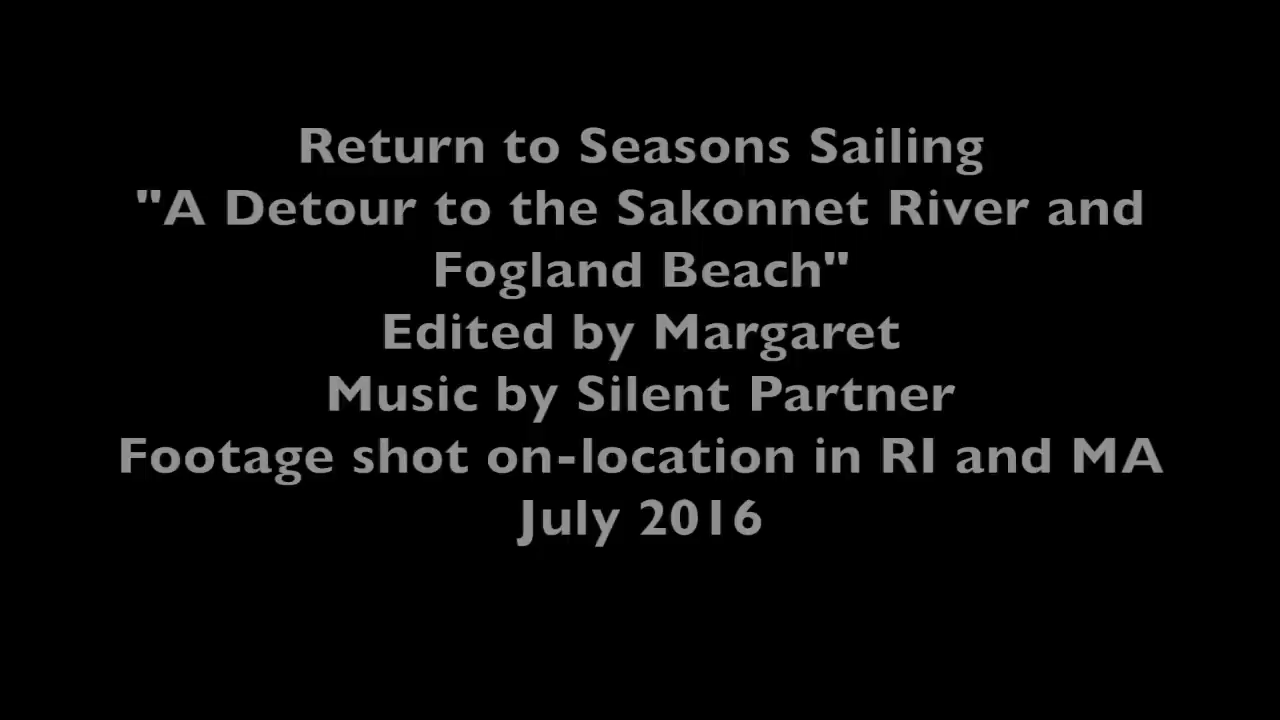 Return to Seasons Sailing
"A Detour to the Sakonnet River and
Fogland Beach"
Edited by Margaret
Music by Silent Partner
Footage shot on-location in RI and MA
July 2016